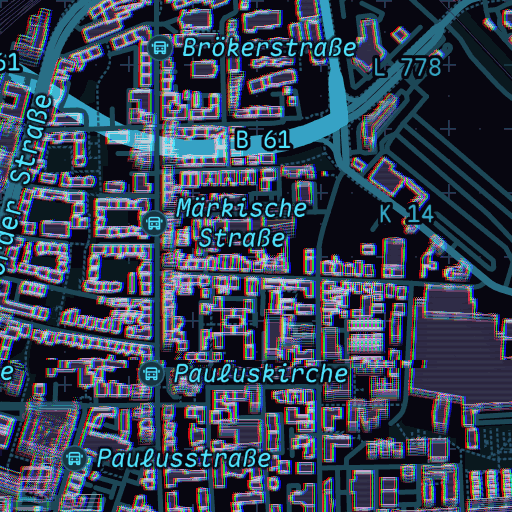 Brökerstraße
61
L 778
B 61
Märkische
Straße
K 14
Pauluskirche
Paulusstraße